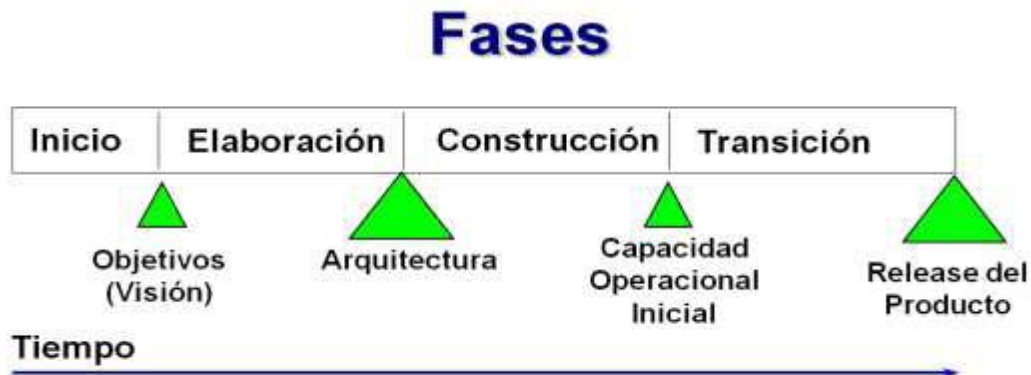 Fases
Inicio Elaboración Construcción Transición
Objetivos
(Visión)
Arquitectura
Capacidad
Operacional
Inicial
Release del
Producto
Tiempo